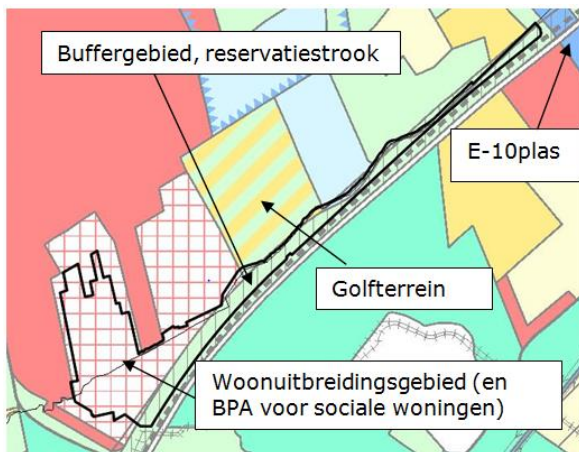 Buffergebied, reservatiestrook
E-10plas
Golfterrein
Woonuitbreidingsgebied (en
BPA voor sociale woningen)